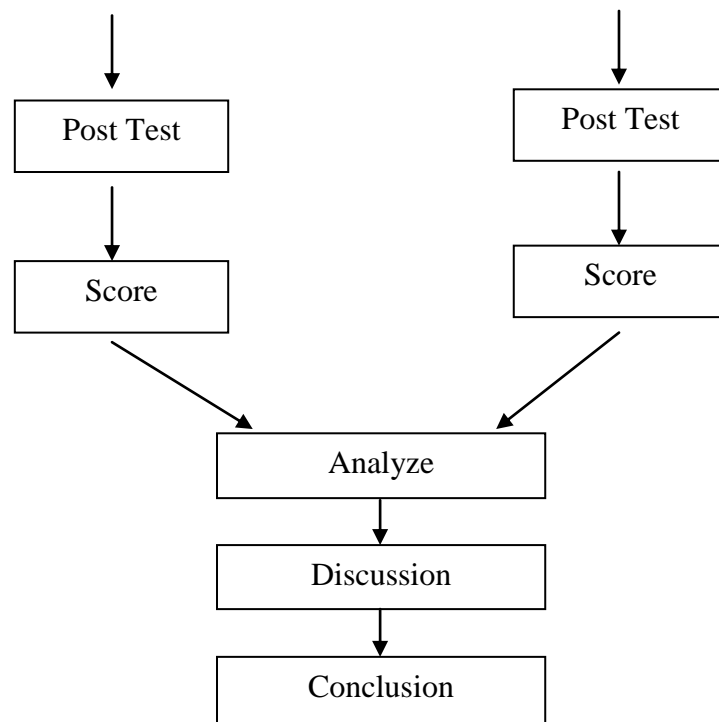 Post Test
Post Test
Score
Score
Analyze
Discussion
Conclusion